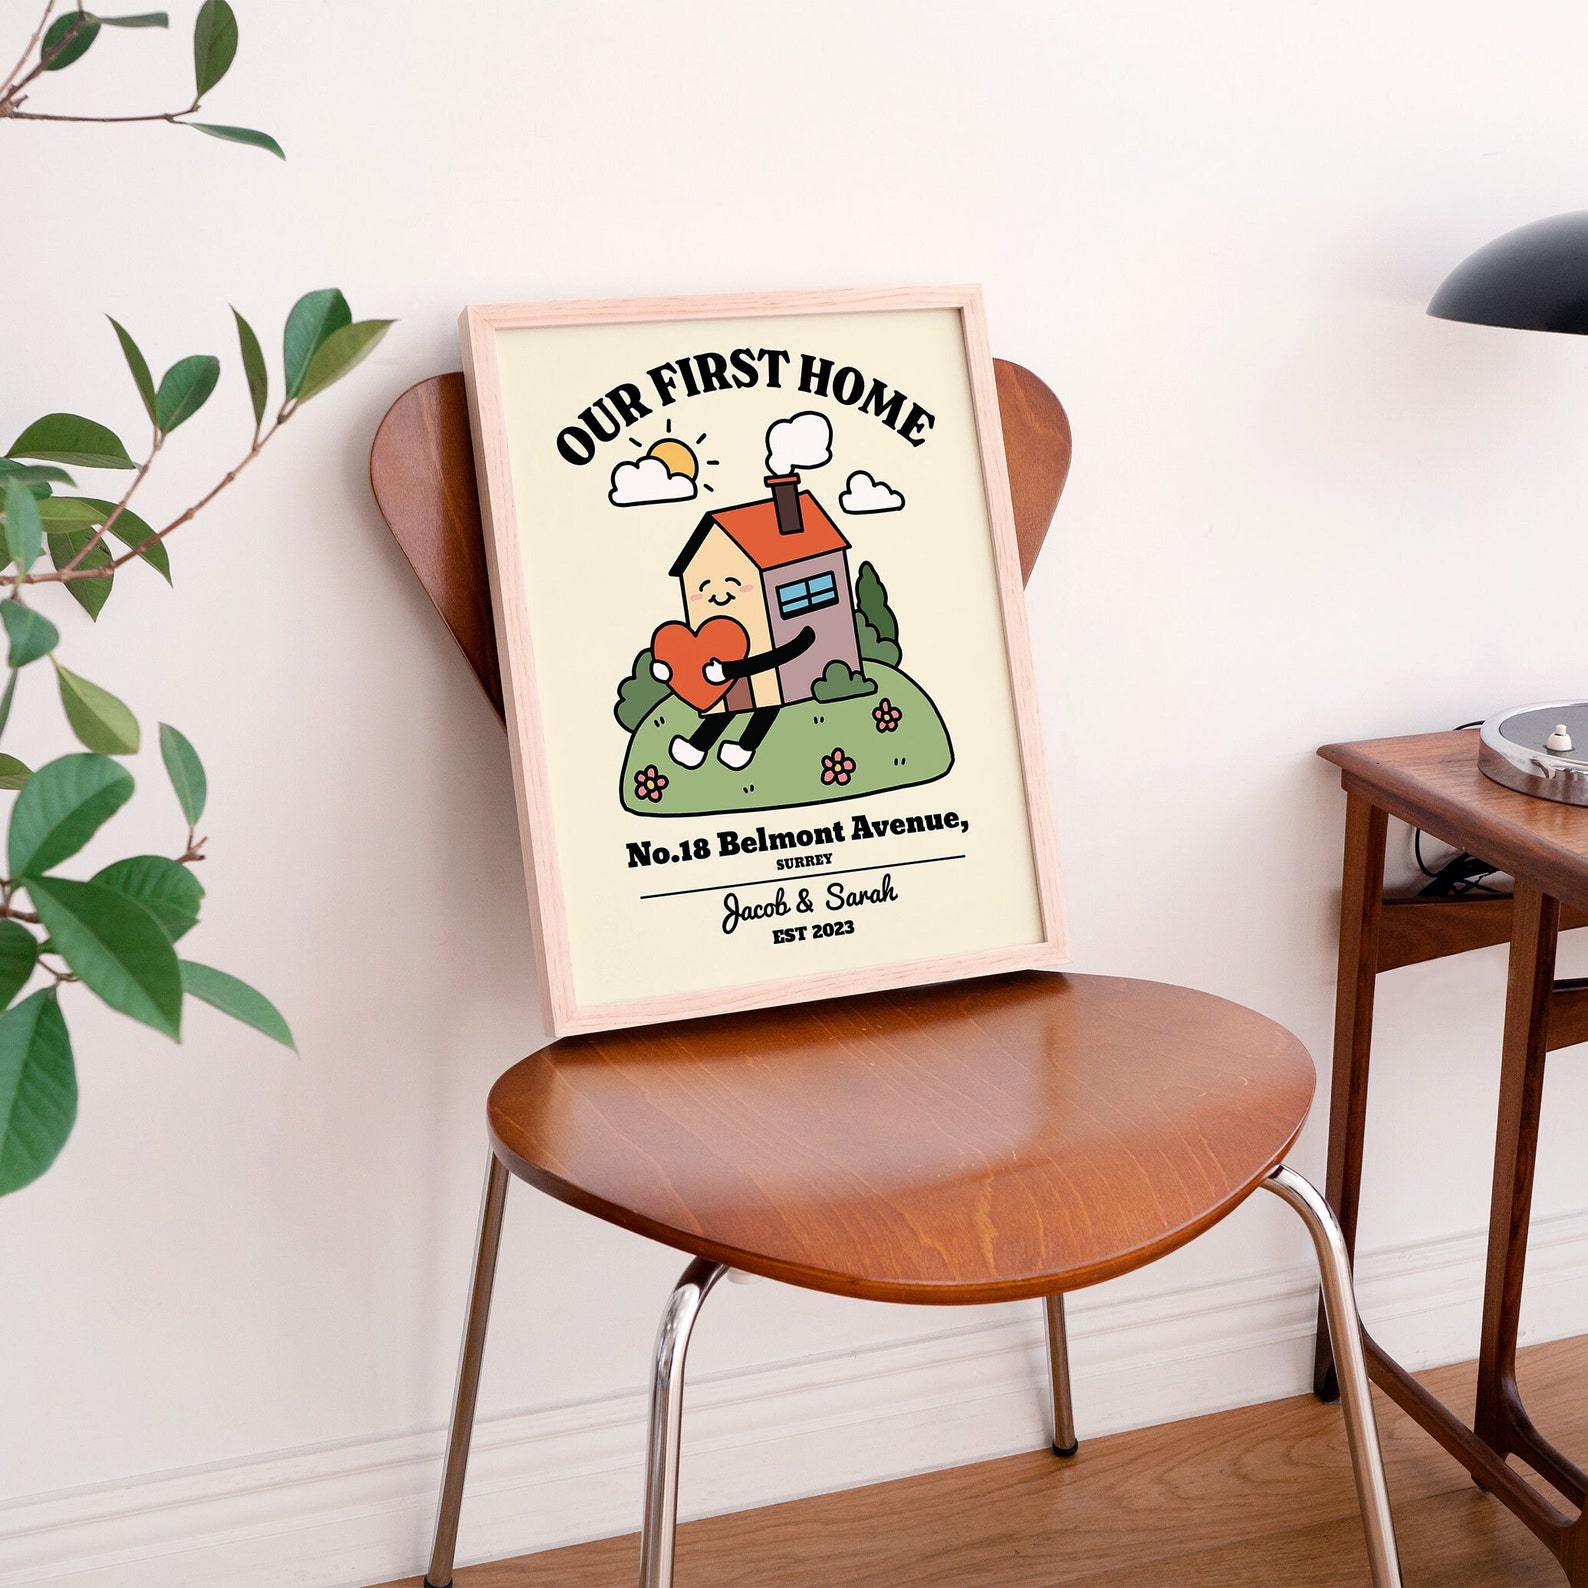 OUR FIRST HOME
No.18 Belmont Avenue,
SURREY
Jacob & Sarah
EST 2023